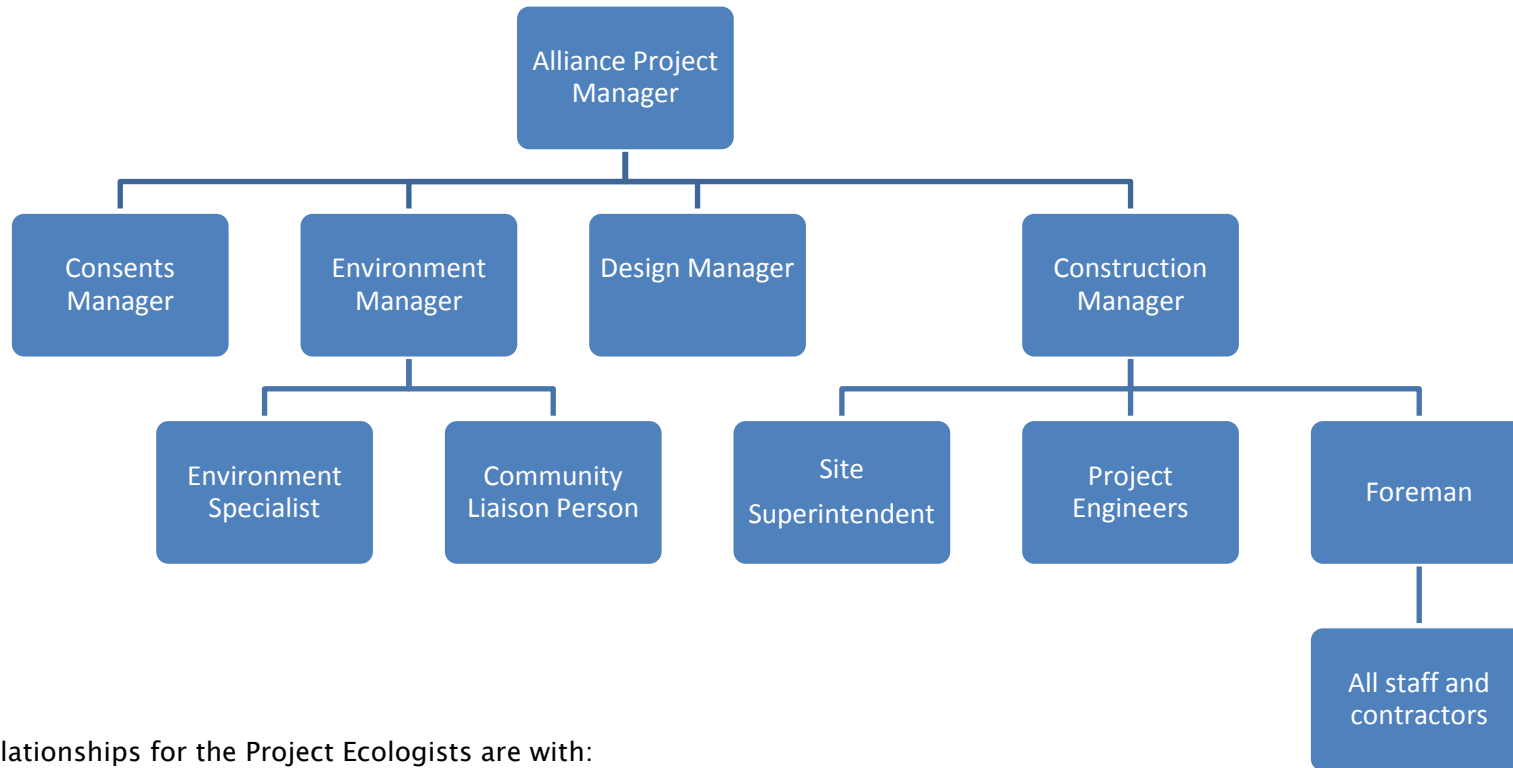 Alliance Project
Manager
Consents
Manager
Environment
Manager
Design Manager
Construction
Manager
Environment
Specialist
Community
Liaison Person
Site
Superintendent
Project
Engineers
Foreman
All staff and
contractors
lationships for the Project Ecologists are with: